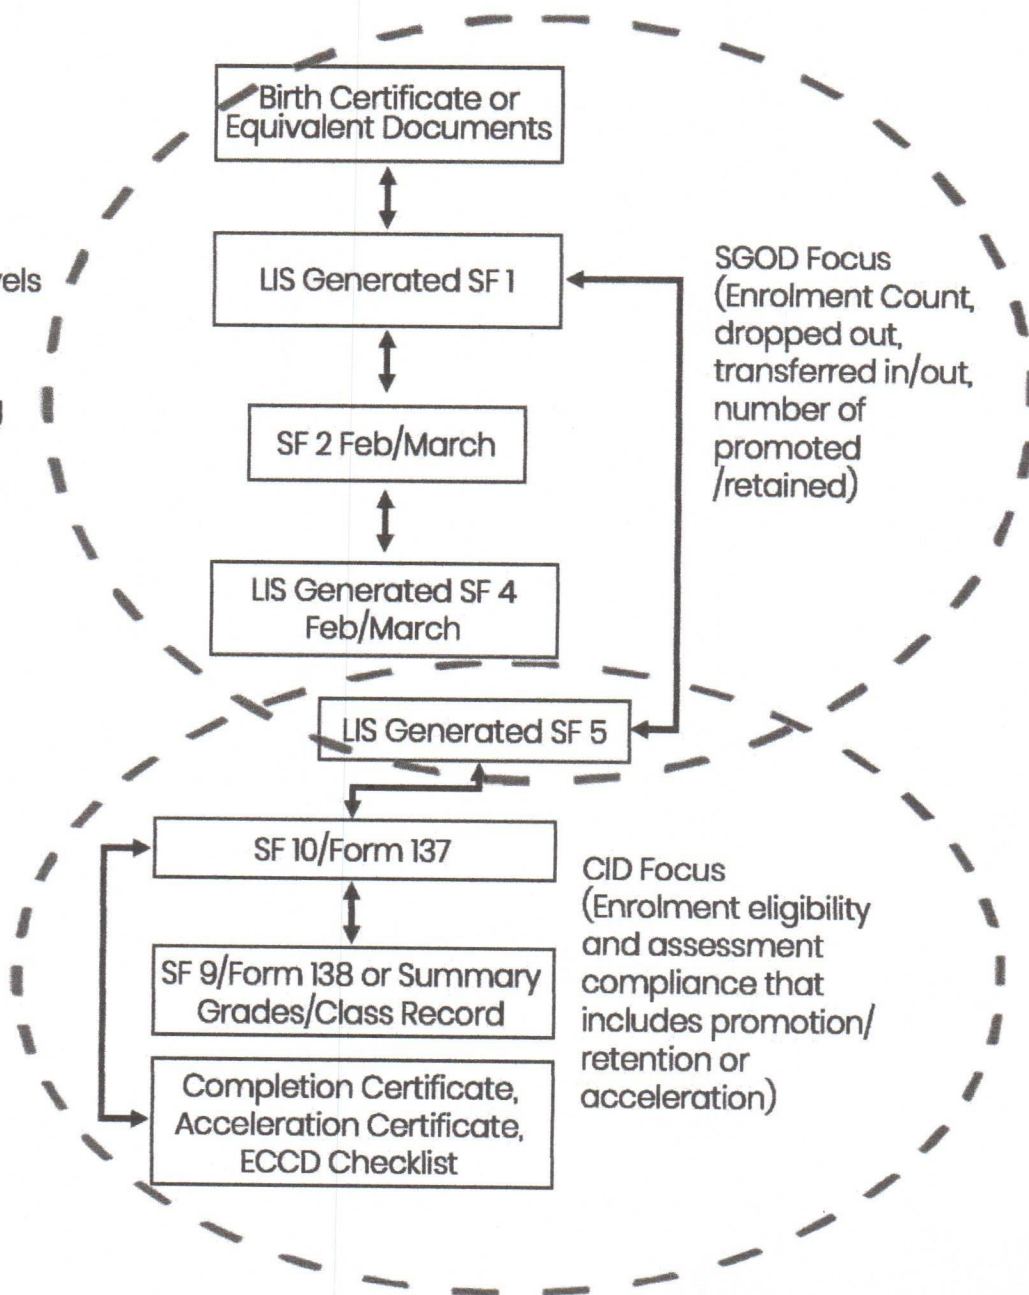 Birth Certificate or
Equivalent Documents
LIS Generated SF 1
SGOD Focus
(Enrolment Count,
dropped out,
transferred in/out,
number of
promoted
/retained)
SF 2 Feb/March
LIS Generated SF 4
Feb/March
LIS Generated SF 5
SF 10/Form 137
CID Focus
(Enrolment eligibility
and assessment
compliance that
includes promotion/
retention or
acceleration)
SF 9/Form 138 or Summary
Grades/Class Record
Completion Certificate,
Acceleration Certificate,
ECCD Checklist